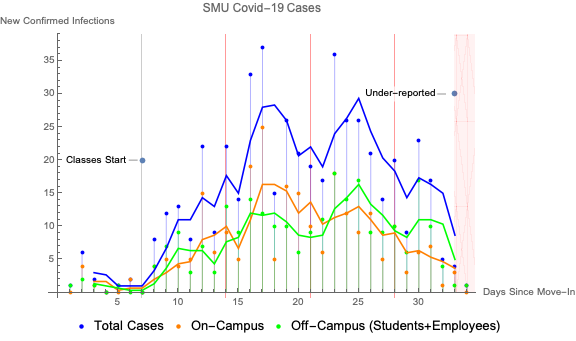 SMU Covid-19 Cases
New Confirmed Infections
35
30
Under-reported
25
20
Classes Start
15
10
5
5 10 15 20 25 30
Days Since Move-In
Total Cases On-Campus Off-Campus (Students+Employees)